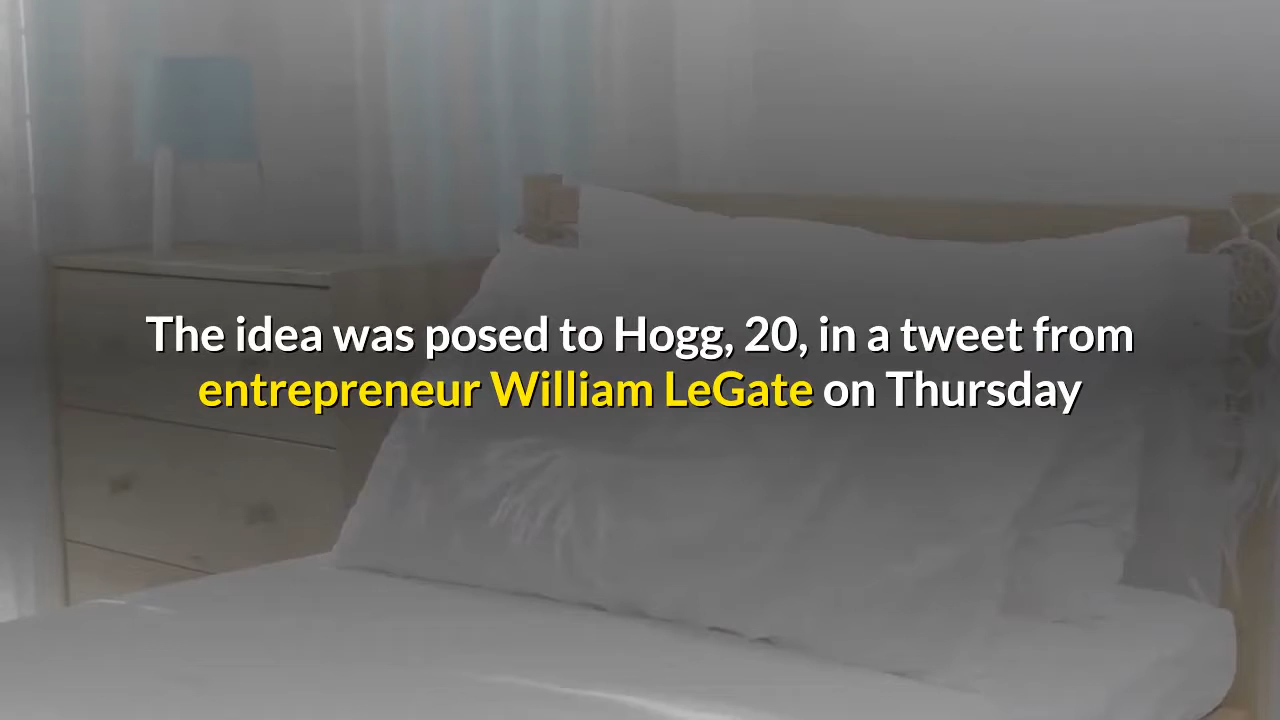 The idea was posed to Hogg, 20, in a tweet from
entrepreneur William LeGate on Thursday